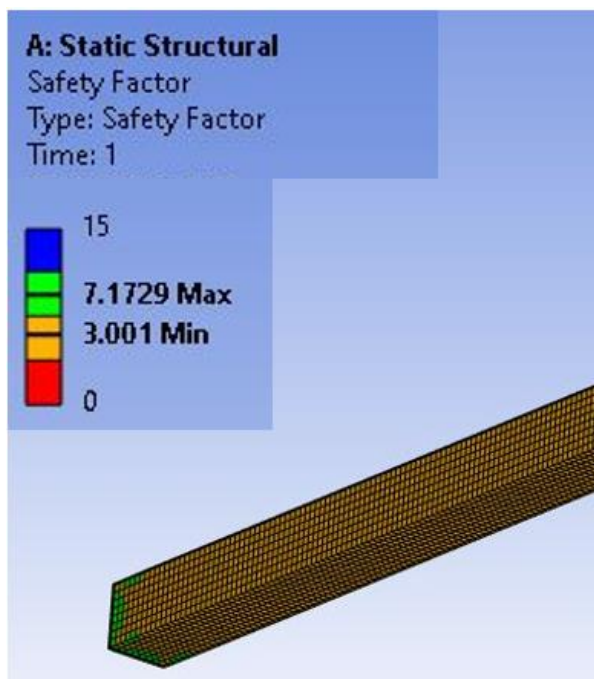 A: Static Structural
Safety Factor
Type: Safety Factor
Time: 1
15
7.1729 Max
3.001 Min
0